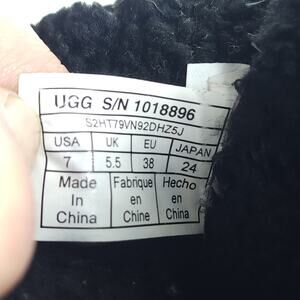 UGG S/N 1018896
S2HT79VN92DHZ5J
USA UK EU JAPAN
7 5.5 38 24
Made Fabriqué Hecho
In en en
China Chine China